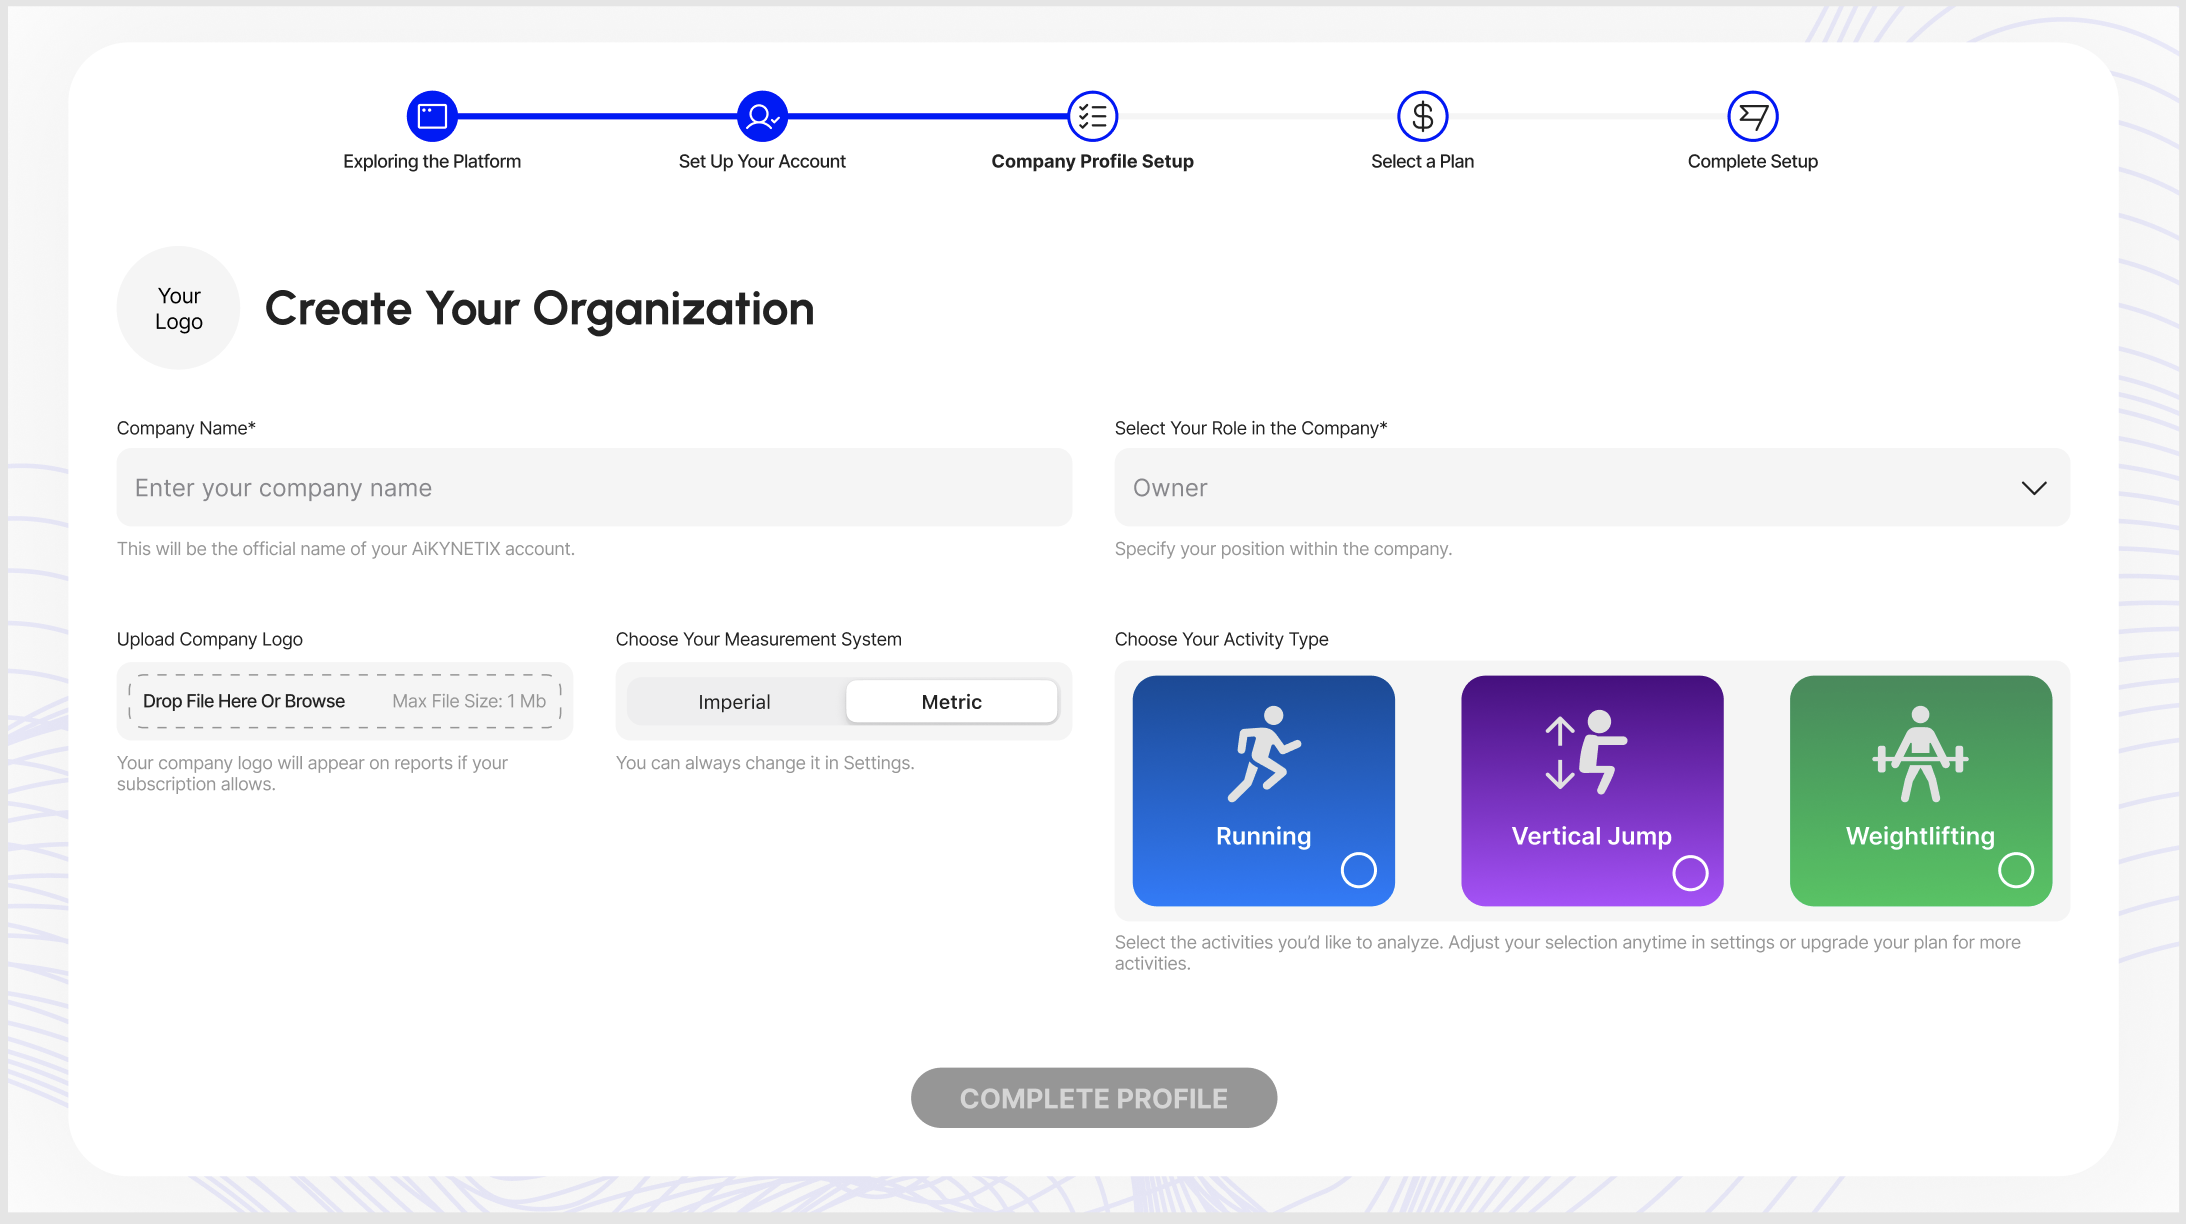 Exploring the Platform
Set Up Your Account
Company Profile Setup
Select a Plan
Complete Setup
Your
Logo
Create Your Organization
Company Name*
Enter your company name
This will be the official name of your AiKYNETIX account.
Select Your Role in the Company*
Owner
Specify your position within the company.
Upload Company Logo
Drop File Here Or Browse
Max File Size: 1 Mb
Your company logo will appear on reports if your
subscription allows.
Choose Your Measurement System
Imperial
Metric
You can always change it in Settings.
Choose Your Activity Type
Running
Vertical Jump
Weightlifting
Select the activities you’d like to analyze. Adjust your selection anytime in settings or upgrade your plan for more
activities.
COMPLETE PROFILE